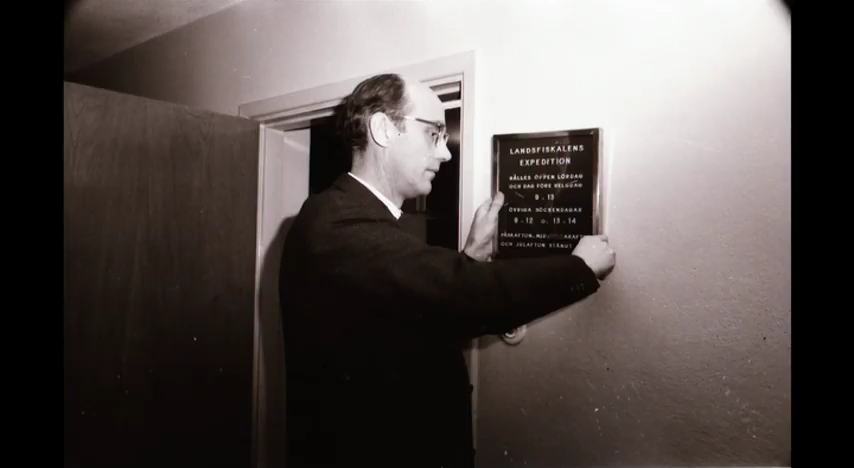 LANDSFISKALENS
EXPEDITION
HÅLLES ÖPPEN LÖRDAG
OCH DAG FÖRE HELGDAG
9 - 13
ÖVRIGA SÖCKENDAGAR
9 - 12 o. 13 - 14
PÅSKAFTON,
OCH JULAFTON STÄNGT